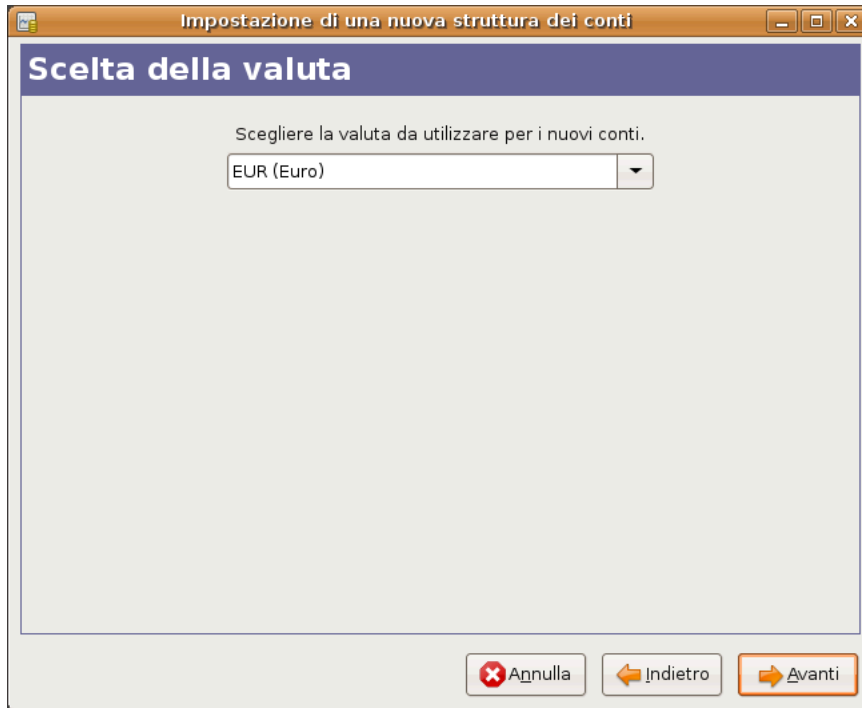 Impostazione di una nuova struttura dei conti
Scelta della valuta
Scegliere la valuta da utilizzare per i nuovi conti.
EUR (Euro)
Annulla
Indietro
Avanti